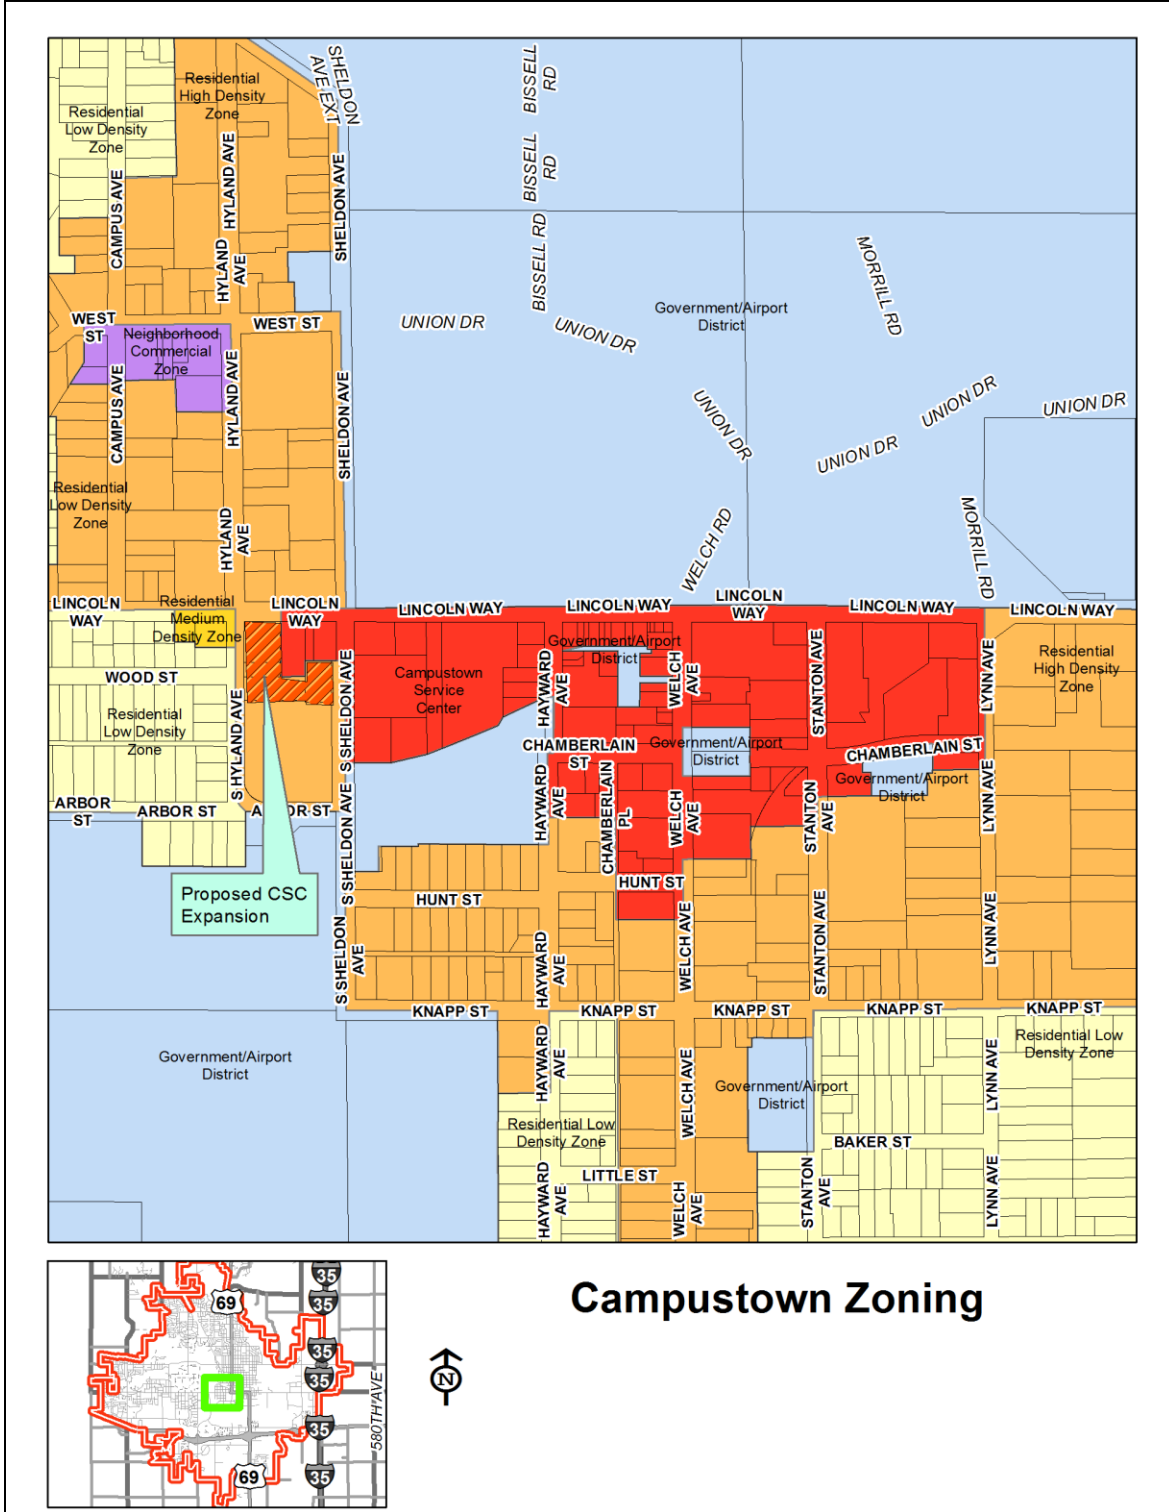 SHELDON
AVE EXT
BISSELL
RD
Residential
High Density
Zone
Residential
Low Density
Zone
HYLAND AVE
BISSELL
RD
SHELDON AVE
CAMPUS AVE
BISSELL RD
HYLAND
AVE
MORRILL RD
Government/Airport
District
WEST
ST
WEST ST
UNION DR
UNION DR
Neighborhood
Commercial
Zone
HYLAND AVE
CAMPUS AVE
SHELDON AVE
UNION DR
UNION DR
UNION DR
UNION DR
Residential
Low Density
Zone
HYLAND
AVE
WELCH RD
MORRILL RD
LINCOLN
WAY
Residential
Medium
Density Zone
LINCOLN
WAY
LINCOLN WAY
LINCOLN WAY
LINCOLN
WAY
LINCOLN WAY
LINCOLN WAY
Government/Airport
District
Residential
High Density
Zone
WOOD ST
Campustown
Service
Center
HAYWARD
AVE
WELCH
AVE
STANTON AVE
LYNN AVE
S SHELDON AVE
S HYLAND AVE
Residential
Low Density
Zone
CHAMBERLAIN
ST
Government/Airport
District
CHAMBERLAIN ST
Government/Airport
District
ARBOR
ST
ARBOR ST
ARBOR ST
S SHELDON AVE
HAYWARD
AVE
CHAMBERLAIN
PL
WELCH
AVE
STANTON
AVE
LYNN AVE
Proposed CSC
Expansion
HUNT ST
HUNT ST
S SHELDON
AVE
HAYWARD
AVE
WELCH AVE
STANTON AVE
LYNN AVE
KNAPP ST
KNAPP ST
KNAPP ST
KNAPP ST
KNAPP ST
Government/Airport
District
HAYWARD
AVE
WELCH AVE
Residential Low
Density Zone
LYNN AVE
Government/Airport
District
Residential Low
Density Zone
BAKER ST
LITTLE ST
HAYWARD
AVE
WELCH
AVE
STANTON
AVE
LYNN AVE
Campustown Zoning
35
69
35
35
35
580TH AVE
35
69
35
N